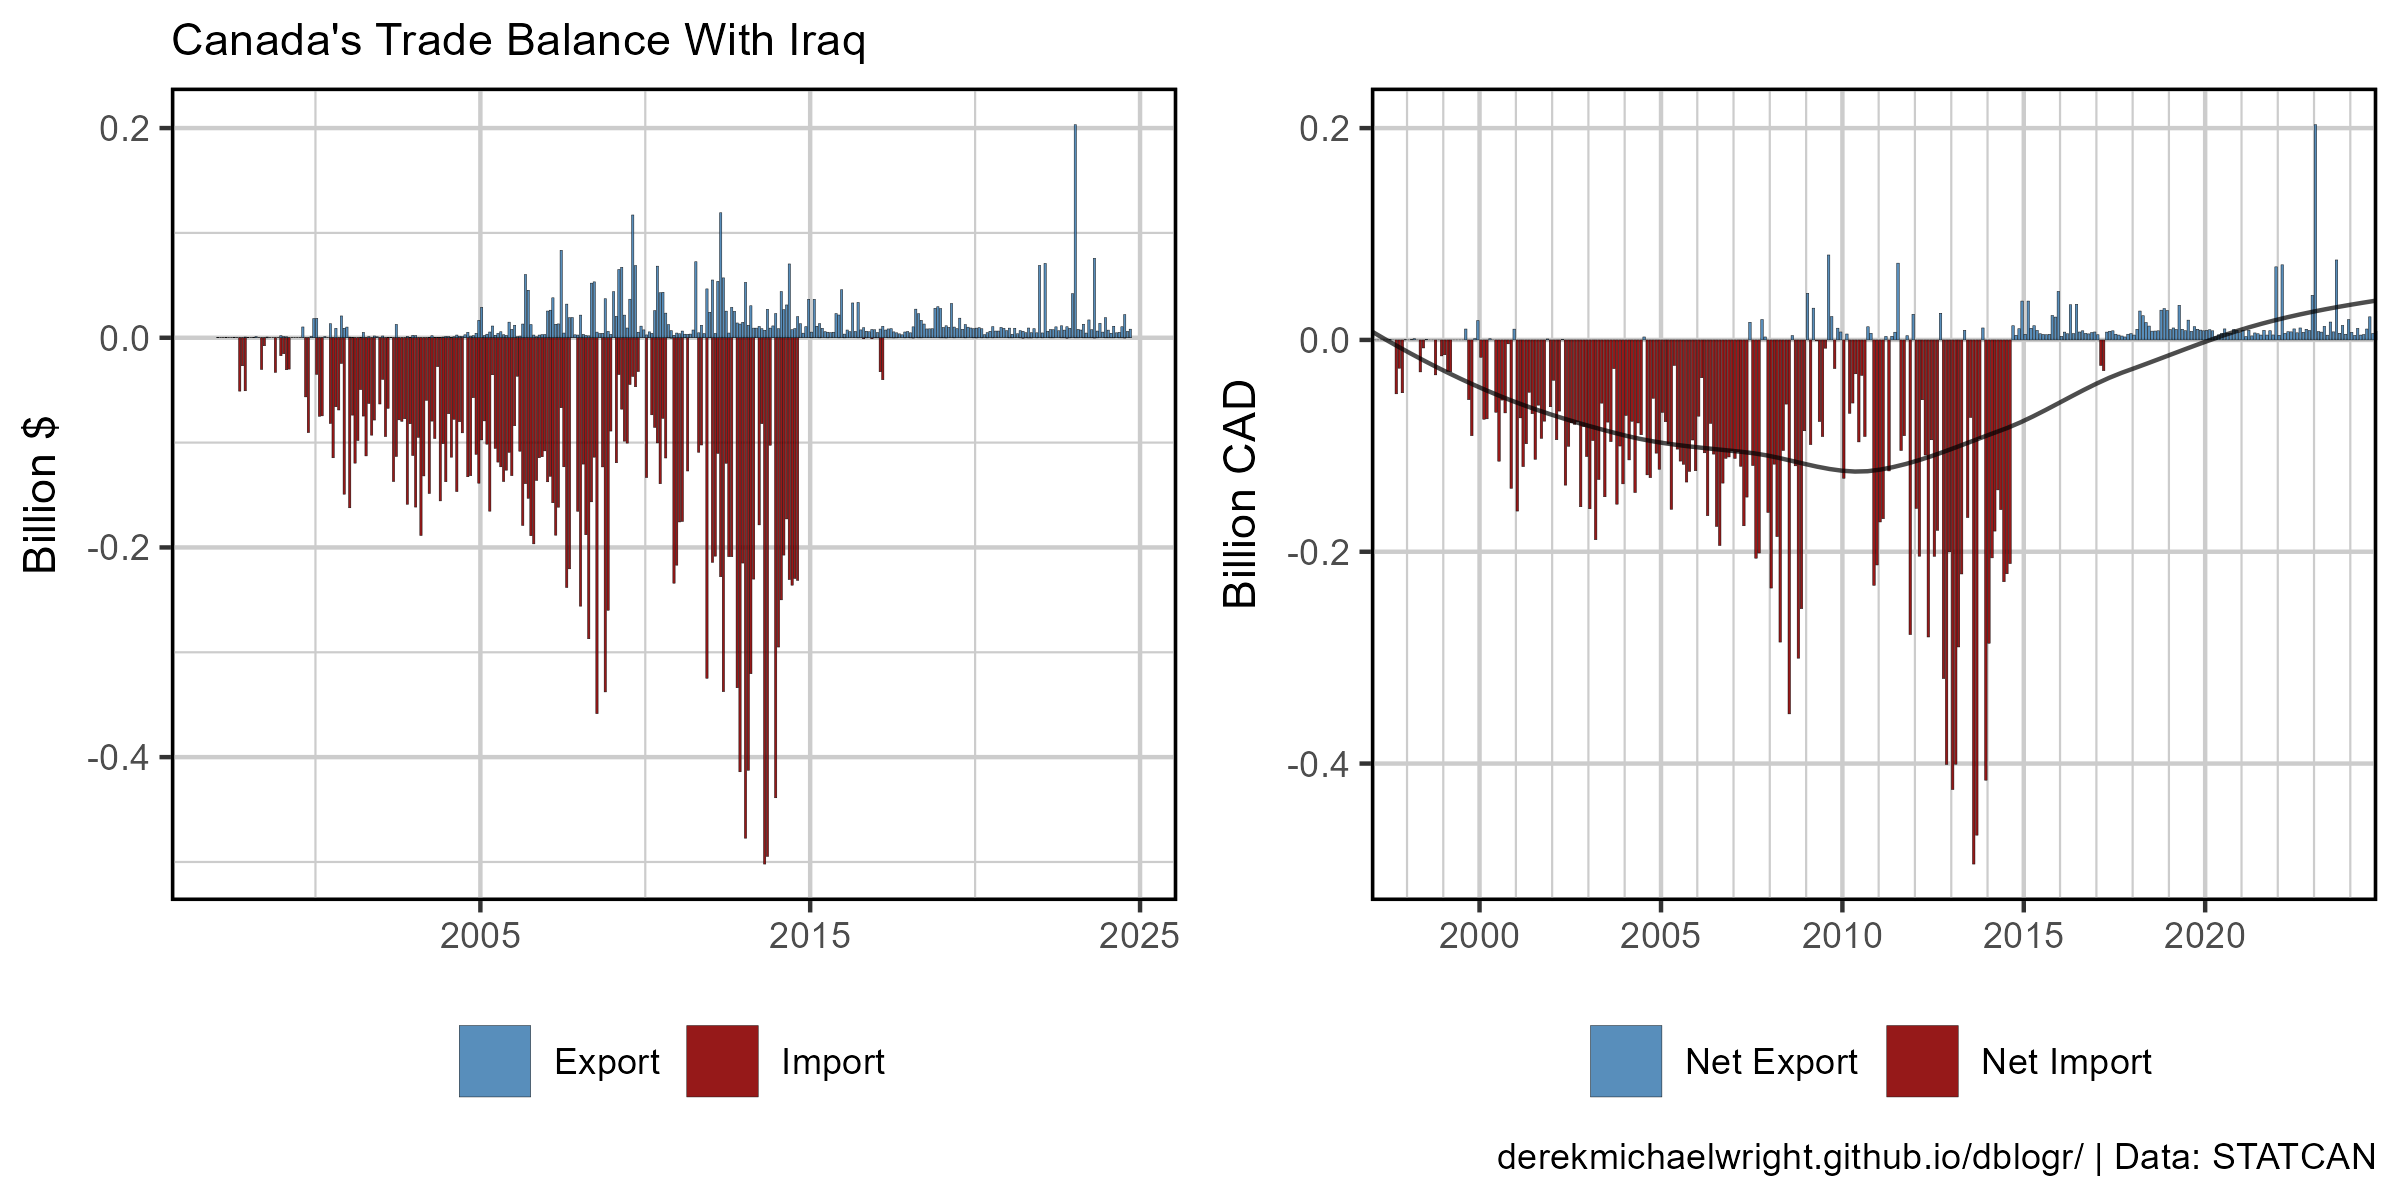 Canada's Trade Balance With Iraq
Billion $
0.2
0.0
-0.2
-0.4
2005 2015 2025
Export Import
Billion CAD
0.2
0.0
-0.2
-0.4
2000 2005 2010 2015 2020
Net Export Net Import
derekmichaelwright.github.io/dblogr/ | Data: STATCAN